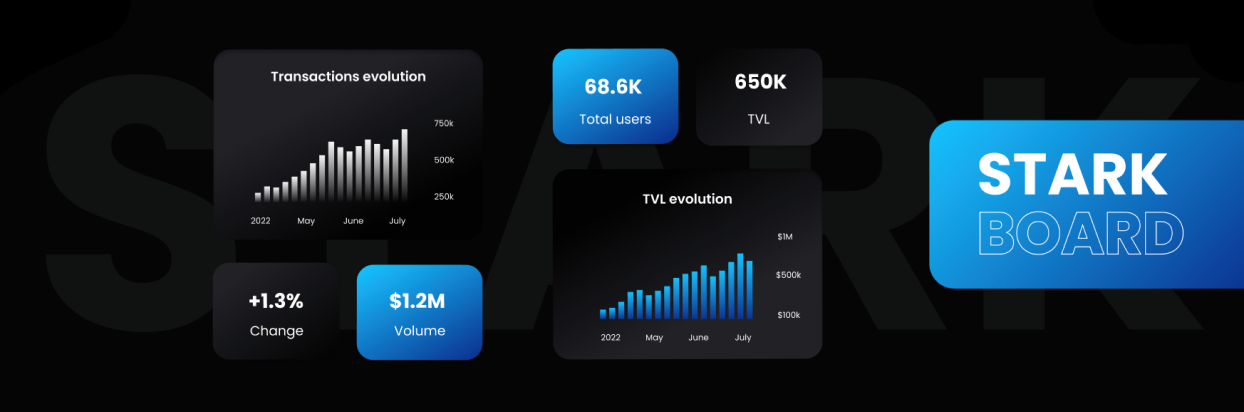 STARK
Transactions evolution
750k
500k
250k
2022 May June July
+1.3%
Change
$1.2M
Volume
68.6K
Total users
650K
TVL
TVL evolution
$1M
$500k
$100k
2022 May June July
STARK
BOARD